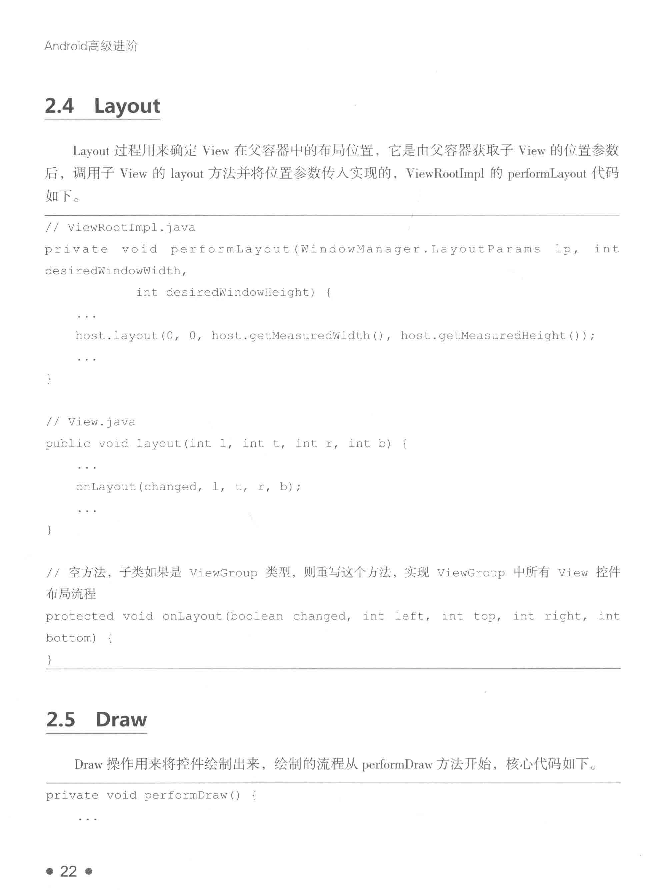 Android高级进阶
2.4 Layout
Layout 过程用来确定 View 在父容器中的布局位置，它是由父容器获取子 View 的位置参数
后，调用子 View 的 layout 方法并将位置参数传入实现的，ViewRootImpl 的 performLayout 代码
如下。
// ViewRootImpl.java
private void performLayout(WindowManager.LayoutParams lp, int
desiredWindowWidth,
int desiredWindowHeight) {
...
host.layout(0, 0, host.getMeasuredWidth(), host.getMeasuredHeight());
...
}
// View.java
public void layout(int l, int t, int r, int b) {
...
onLayout(changed, l, t, r, b);
...
}
// 空方法，子类如果是 ViewGroup 类型，则重写这个方法，实现 ViewGroup 中所有 View 控件
布局流程
protected void onLayout(boolean changed, int left, int top, int right, int
bottom) {
}
2.5 Draw
Draw 操作用来将控件绘制出来，绘制的流程从 performDraw 方法开始，核心代码如下。
private void performDraw() {
...
• 22 •